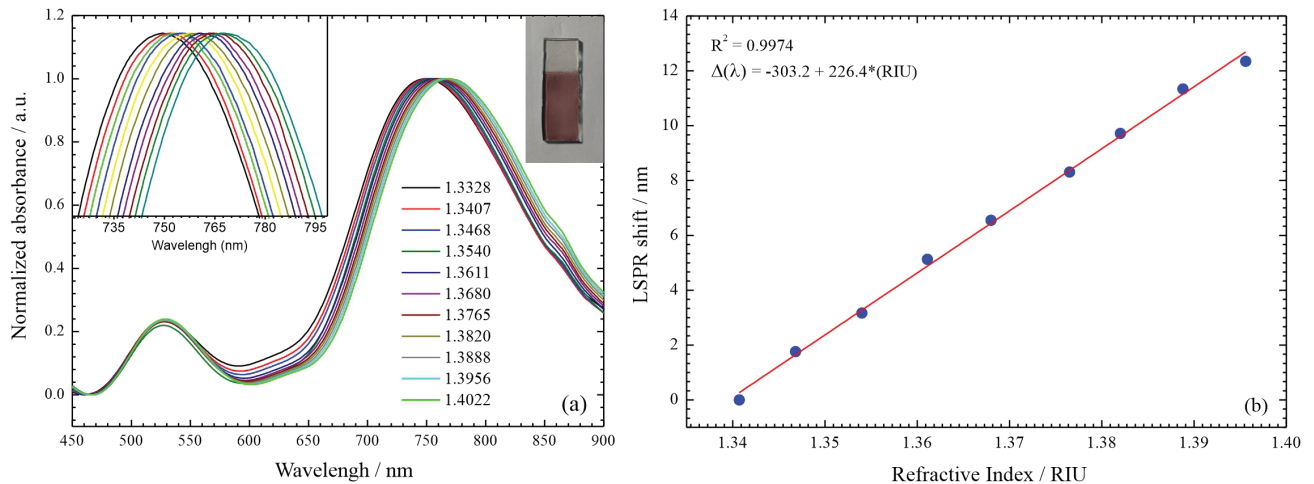 Normalized absorbance / a.u.
1.0
0.8
0.6
0.4
0.2
0.0
735 750 765 780 795
Wavelengh (nm)
1.3328
1.3407
1.3468
1.3540
1.3611
1.3680
1.3765
1.3820
1.3888
1.3956
1.4022
(a)
450 500 550 600 650 700 750 800 850 900
Wavelengh / nm
LSPR shift / nm
14
12
10
8
6
4
2
0
R² = 0.9974
Δ(λ) = -303.2 + 226.4*(RIU)
(b)
1.34 1.35 1.36 1.37 1.38 1.39 1.40
Refractive Index / RIU